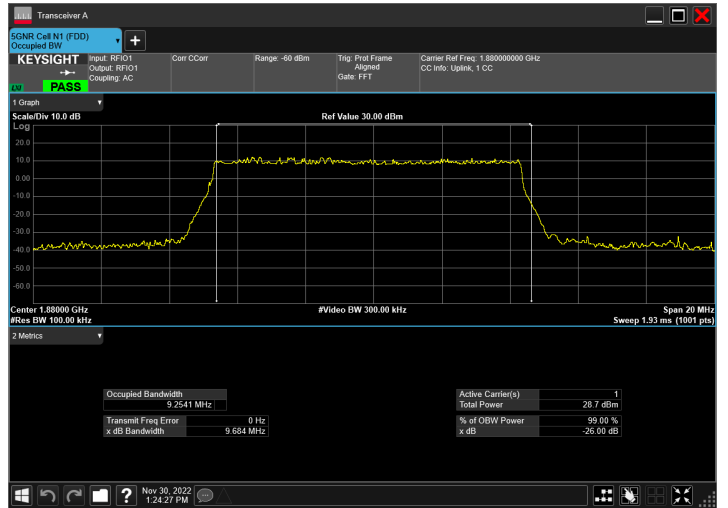 Transceiver A
5GNR Cell N1 (FDD)
Occupied BW
KEYSIGHT
PASS
Input: RFIO1
Output: RFIO1
Coupling: AC
Corr CCorr
Range: -60 dBm
Trig: Prot Frame
Aligned
Gate: FFT
Carrier Ref Freq: 1.880000000 GHz
CC Info: Uplink, 1 CC
1 Graph
Scale/Div 10.0 dB
Ref Value 30.00 dBm
Log
20.0
10.0
0.00
-10.0
-20.0
-30.0
-40.0
-50.0
-60.0
Center 1.88000 GHz
#Video BW 300.00 kHz
Span 20 MHz
#Res BW 100.00 kHz
Sweep 1.93 ms (1001 pts)
2 Metrics
Occupied Bandwidth
9.2541 MHz
Transmit Freq Error 0 Hz
x dB Bandwidth 9.684 MHz
Active Carrier(s) 1
Total Power 28.7 dBm
% of OBW Power 99.00 %
x dB -26.00 dB
?
Nov 30, 2022
1:24:27 PM